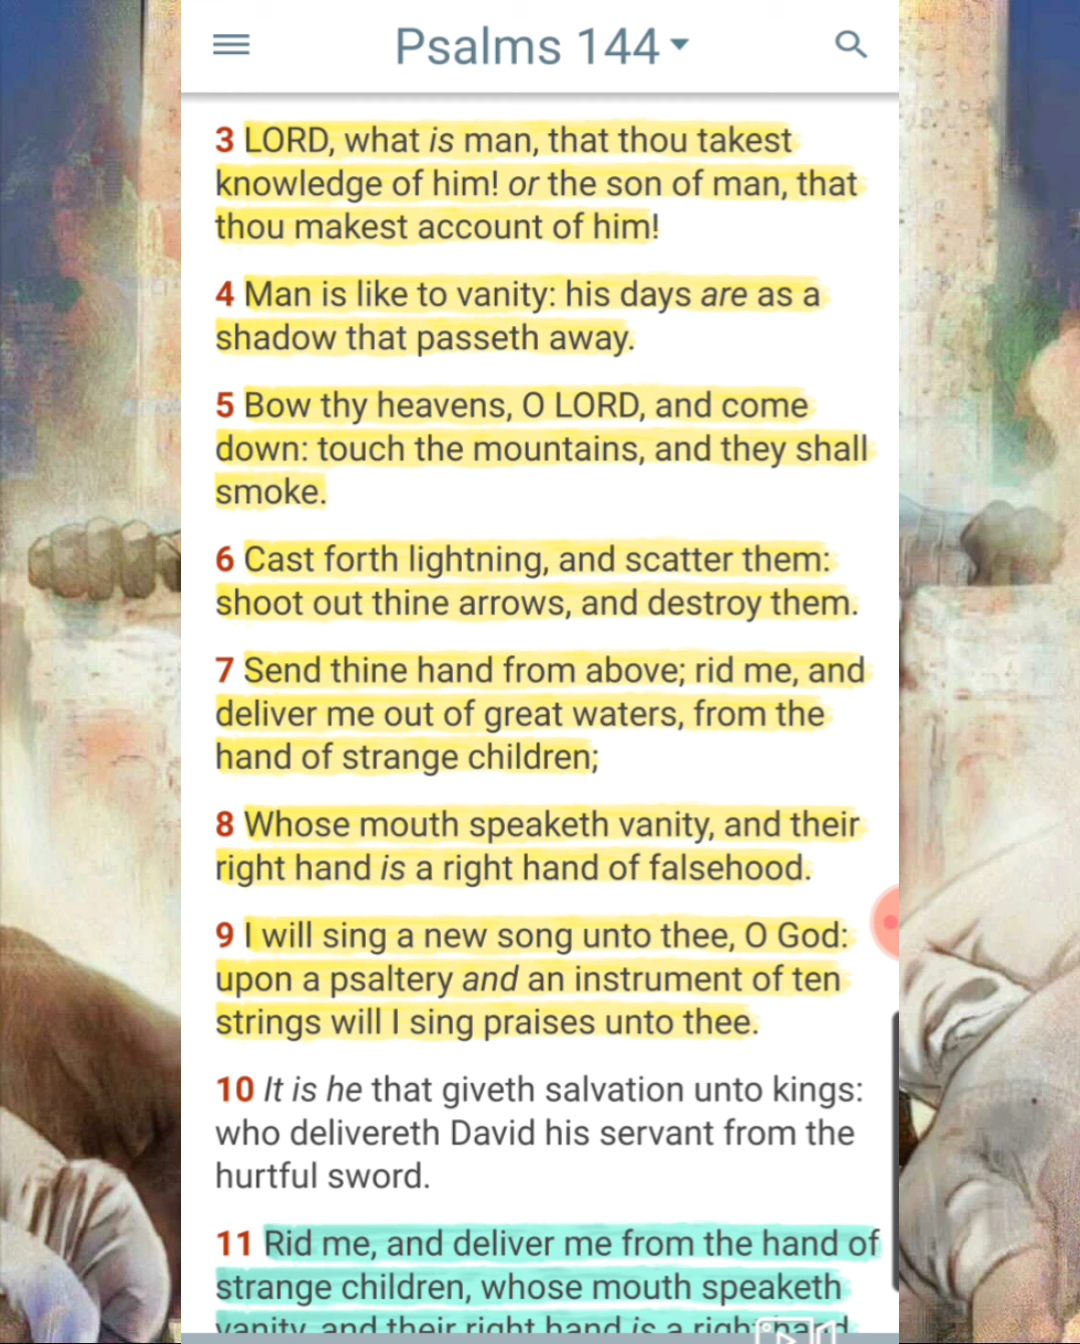 Psalms 144
3 LORD, what is man, that thou takest
knowledge of him! or the son of man, that
thou makest account of him!
4 Man is like to vanity: his days are as a
shadow that passeth away.
5 Bow thy heavens, O LORD, and come
down: touch the mountains, and they shall
smoke.
6 Cast forth lightning, and scatter them:
shoot out thine arrows, and destroy them.
7 Send thine hand from above; rid me, and
deliver me out of great waters, from the
hand of strange children;
8 Whose mouth speaketh vanity, and their
right hand is a right hand of falsehood.
9 I will sing a new song unto thee, O God:
upon a psaltery and an instrument of ten
strings will I sing praises unto thee.
10 It is he that giveth salvation unto kings:
who delivereth David his servant from the
hurtful sword.
11 Rid me, and deliver me from the hand of
strange children, whose mouth speaketh
vanity, and their right hand is a right hand